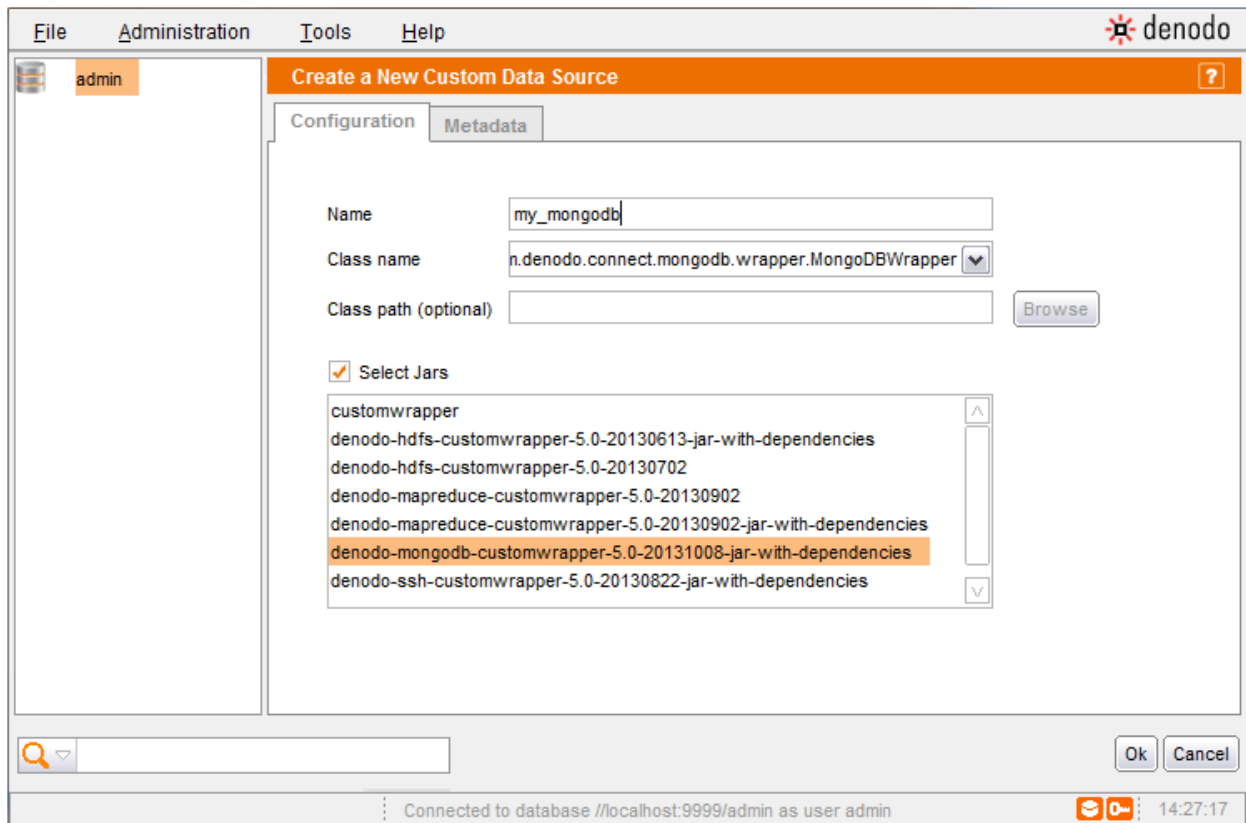 File Administration Tools Help denodo
admin
Create a New Custom Data Source ?
Configuration Metadata
Name my_mongodb
Class name n.denodo.connect.mongodb.wrapper.MongoDBWrapper
Class path (optional) Browse
Select Jars
customwrapper
denodo-hdfs-customwrapper-5.0-20130613-jar-with-dependencies
denodo-hdfs-customwrapper-5.0-20130702
denodo-mapreduce-customwrapper-5.0-20130902
denodo-mapreduce-customwrapper-5.0-20130902-jar-with-dependencies
denodo-mongodb-customwrapper-5.0-20131008-jar-with-dependencies
denodo-ssh-customwrapper-5.0-20130822-jar-with-dependencies
Ok Cancel
Connected to database //localhost:9999/admin as user admin 14:27:17